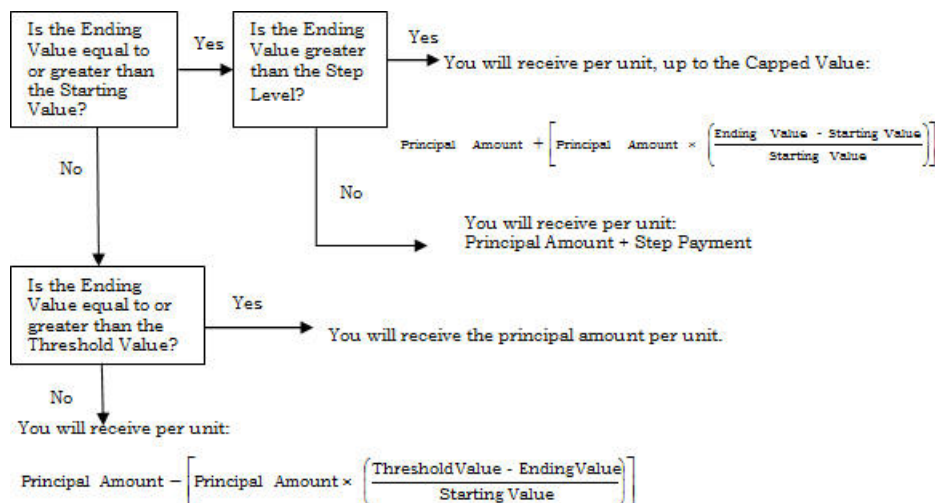 Is the Ending
Value equal to
or greater than
the Starting
Value?
Yes
Is the Ending
Value greater
than the Step
Level?
Yes
You will receive per unit, up to the Capped Value:
Principal Amount + [Principal Amount × (Ending Value - Starting Value / Starting Value)]
No
No
You will receive per unit:
Principal Amount + Step Payment
Is the Ending
Value equal to or
greater than the
Threshold Value?
Yes
You will receive the principal amount per unit.
No
You will receive per unit:
Principal Amount − [Principal Amount × (Threshold Value - Ending Value / Starting Value)]